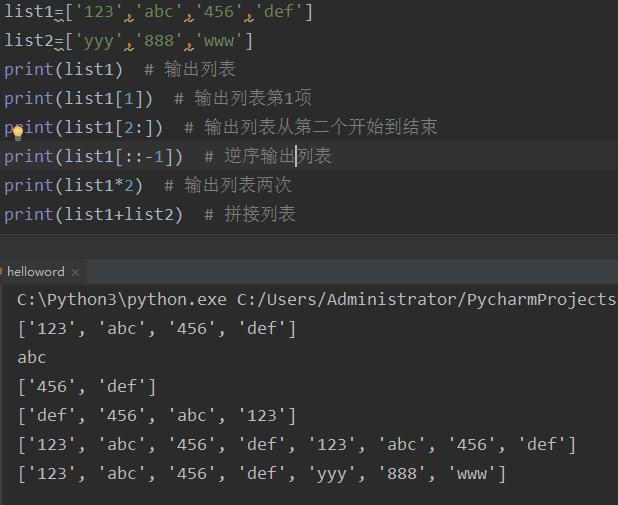 list1=['123','abc','456','def']
list2=['yyy','888','www']
print(list1)  # 输出列表
print(list1[1])  # 输出列表第1项
print(list1[2:])  # 输出列表从第二个开始到结束
print(list1[::-1])  # 逆序输出列表
print(list1*2)  # 输出列表两次
print(list1+list2)  # 拼接列表
helloword ×
C:\Python3\python.exe C:/Users/Administrator/PycharmProjects
['123', 'abc', '456', 'def']
abc
['456', 'def']
['def', '456', 'abc', '123']
['123', 'abc', '456', 'def', '123', 'abc', '456', 'def']
['123', 'abc', '456', 'def', 'yyy', '888', 'www']